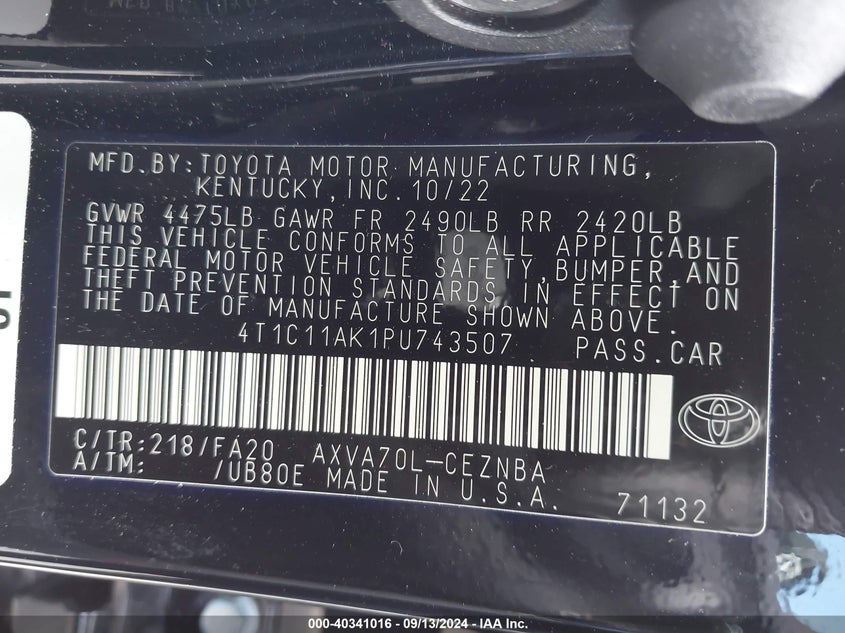 MFD.BY:TOYOTA MOTOR MANUFACTURING,
KENTUCKY,INC.10/22
GVWR 4475LB GAWR FR 2490LB RR 2420LB
THIS VEHICLE CONFORMS TO ALL APPLICABLE
FEDERAL MOTOR VEHICLE SAFETY,BUMPER,AND
THEFT PREVENTION STANDARDS IN EFFECT ON
THE DATE OF MANUFACTURE SHOWN ABOVE.
4T1C11AK1PU743507 PASS.CAR
C/TR:218/FA20 AXVA70L-CEZNBA
A/TM: /UB80E MADE IN U.S.A. 71132
000-40341016 - 09/13/2024 - IAA Inc.